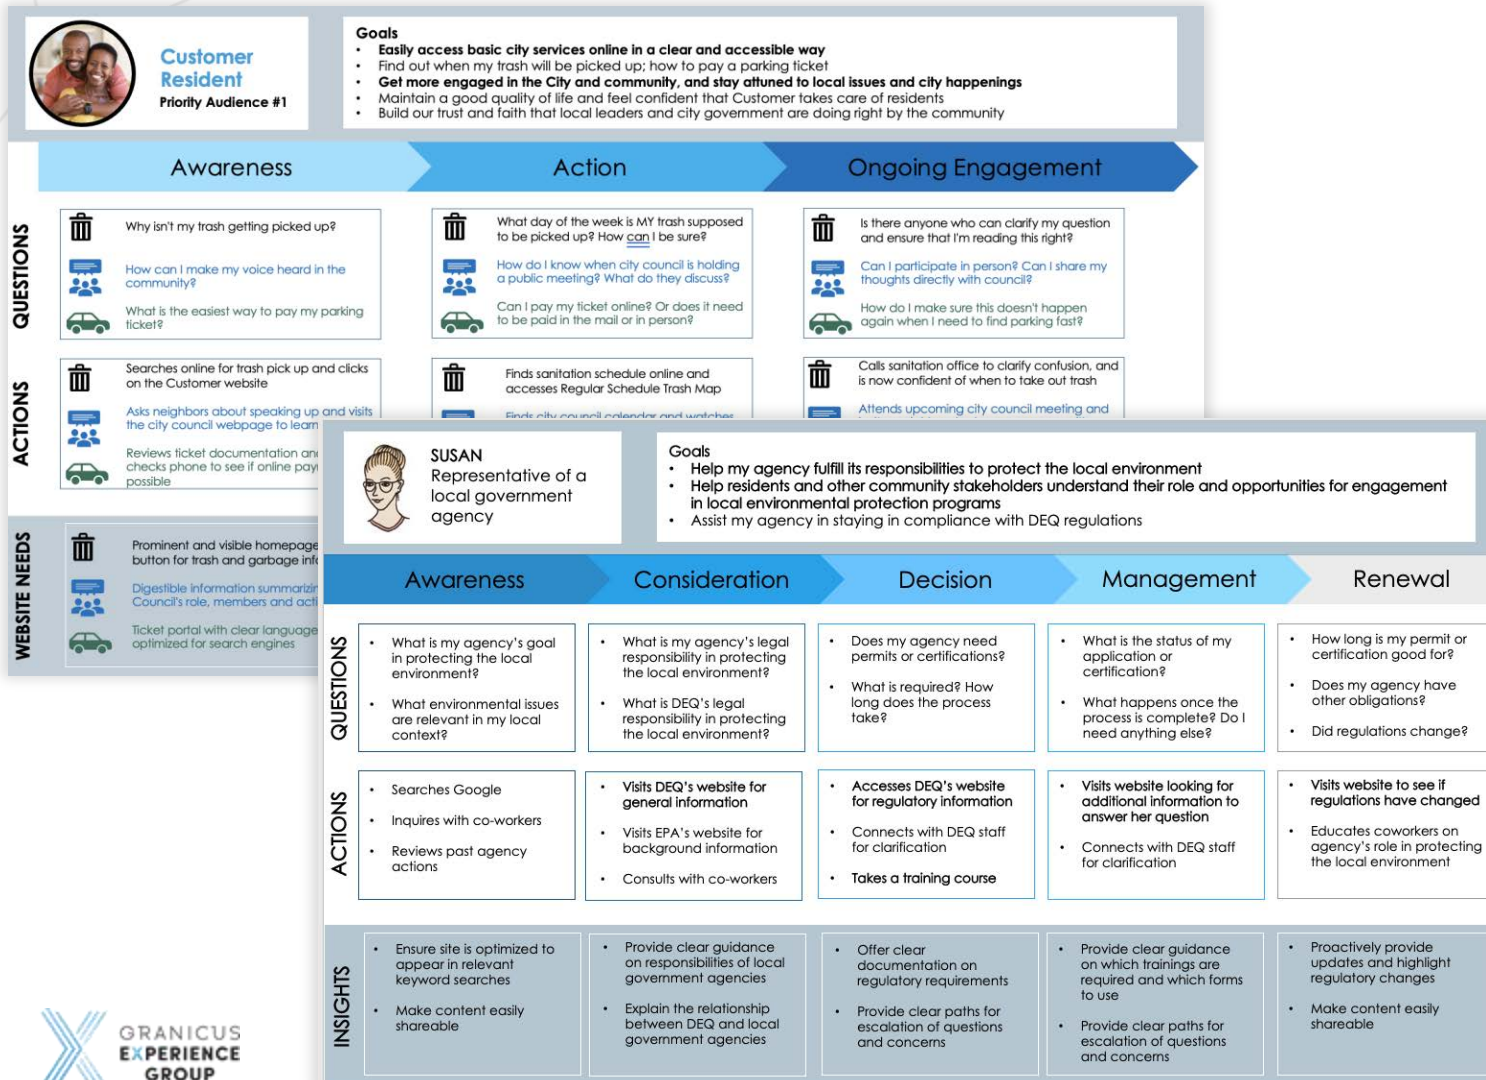 Customer
Resident
Priority Audience #1
Goals
• Easily access basic city services online in a clear and accessible way
• Find out when my trash will be picked up; how to pay a parking ticket
• Get more engaged in the City and community, and stay attuned to local issues and city happenings
• Maintain a good quality of life and feel confident that Customer takes care of residents
• Build our trust and faith that local leaders and city government are doing right by the community
Awareness
Action
Ongoing Engagement
QUESTIONS
Why isn't my trash getting picked up?
How can I make my voice heard in the
community?
What is the easiest way to pay my parking
ticket?
What day of the week is MY trash supposed
to be picked up? How can I be sure?
How do I know when city council is holding
a public meeting? What do they discuss?
Can I pay my ticket online? Or does it need
to be paid in the mail or in person?
Is there anyone who can clarify my question
and ensure that I'm reading this right?
Can I participate in person? Can I share my
thoughts directly with council?
How do I make sure this doesn't happen
again when I need to find parking fast?
ACTIONS
Searches online for trash pick up and clicks
on the Customer website
Asks neighbors about speaking up and visits
the city council webpage to learn
Reviews ticket documentation and
checks phone to see if online
possible
Finds sanitation schedule online and
accesses Regular Schedule Trash Map
Finds city council calendar and watches
Calls sanitation office to clarify confusion, and
is now confident of when to take out trash
Attends upcoming city council meeting and
WEBSITE NEEDS
Prominent and visible homepage
button for trash and garbage
Digestible information
Council's role, members and
Ticket portal with clear language
optimized for search engines
SUSAN
Representative of a
local government
agency
Goals
• Help my agency fulfill its responsibilities to protect the local environment
• Help residents and other community stakeholders understand their role and opportunities for engagement
in local environmental protection programs
• Assist my agency in staying in compliance with DEQ regulations
Awareness
Consideration
Decision
Management
Renewal
QUESTIONS
• What is my agency's goal
in protecting the local
environment?
• What environmental issues
are relevant in my local
context?
• What is my agency's legal
responsibility in protecting
the local environment?
• What is DEQ's legal
responsibility in protecting
the local environment?
• Does my agency need
permits or certifications?
• What is required? How
long does the process
take?
• What is the status of my
application or
certification?
• What happens once the
process is complete? Do I
need anything else?
• How long is my permit or
certification good for?
• Does my agency have
other obligations?
• Did regulations change?
ACTIONS
• Searches Google
• Inquires with co-workers
• Reviews past agency
actions
• Visits DEQ's website for
general information
• Visits EPA's website for
background information
• Consults with co-workers
• Accesses DEQ's website
for regulatory information
• Connects with DEQ staff
for clarification
• Takes a training course
• Visits website looking for
additional information to
answer her question
• Connects with DEQ staff
for clarification
• Visits website to see if
regulations have changed
• Educates coworkers on
agency's role in protecting
the local environment
INSIGHTS
• Ensure site is optimized to
appear in relevant
keyword searches
• Make content easily
shareable
• Provide clear guidance
on responsibilities of local
government agencies
• Explain the relationship
between DEQ and local
government agencies
• Offer clear
documentation on
regulatory requirements
• Provide clear paths for
escalation of questions
and concerns
• Provide clear guidance
on which trainings are
required and which forms
to use
• Provide clear paths for
escalation of questions
and concerns
• Proactively provide
updates and highlight
regulatory changes
• Make content easily
shareable
GRANICUS
EXPERIENCE
GROUP